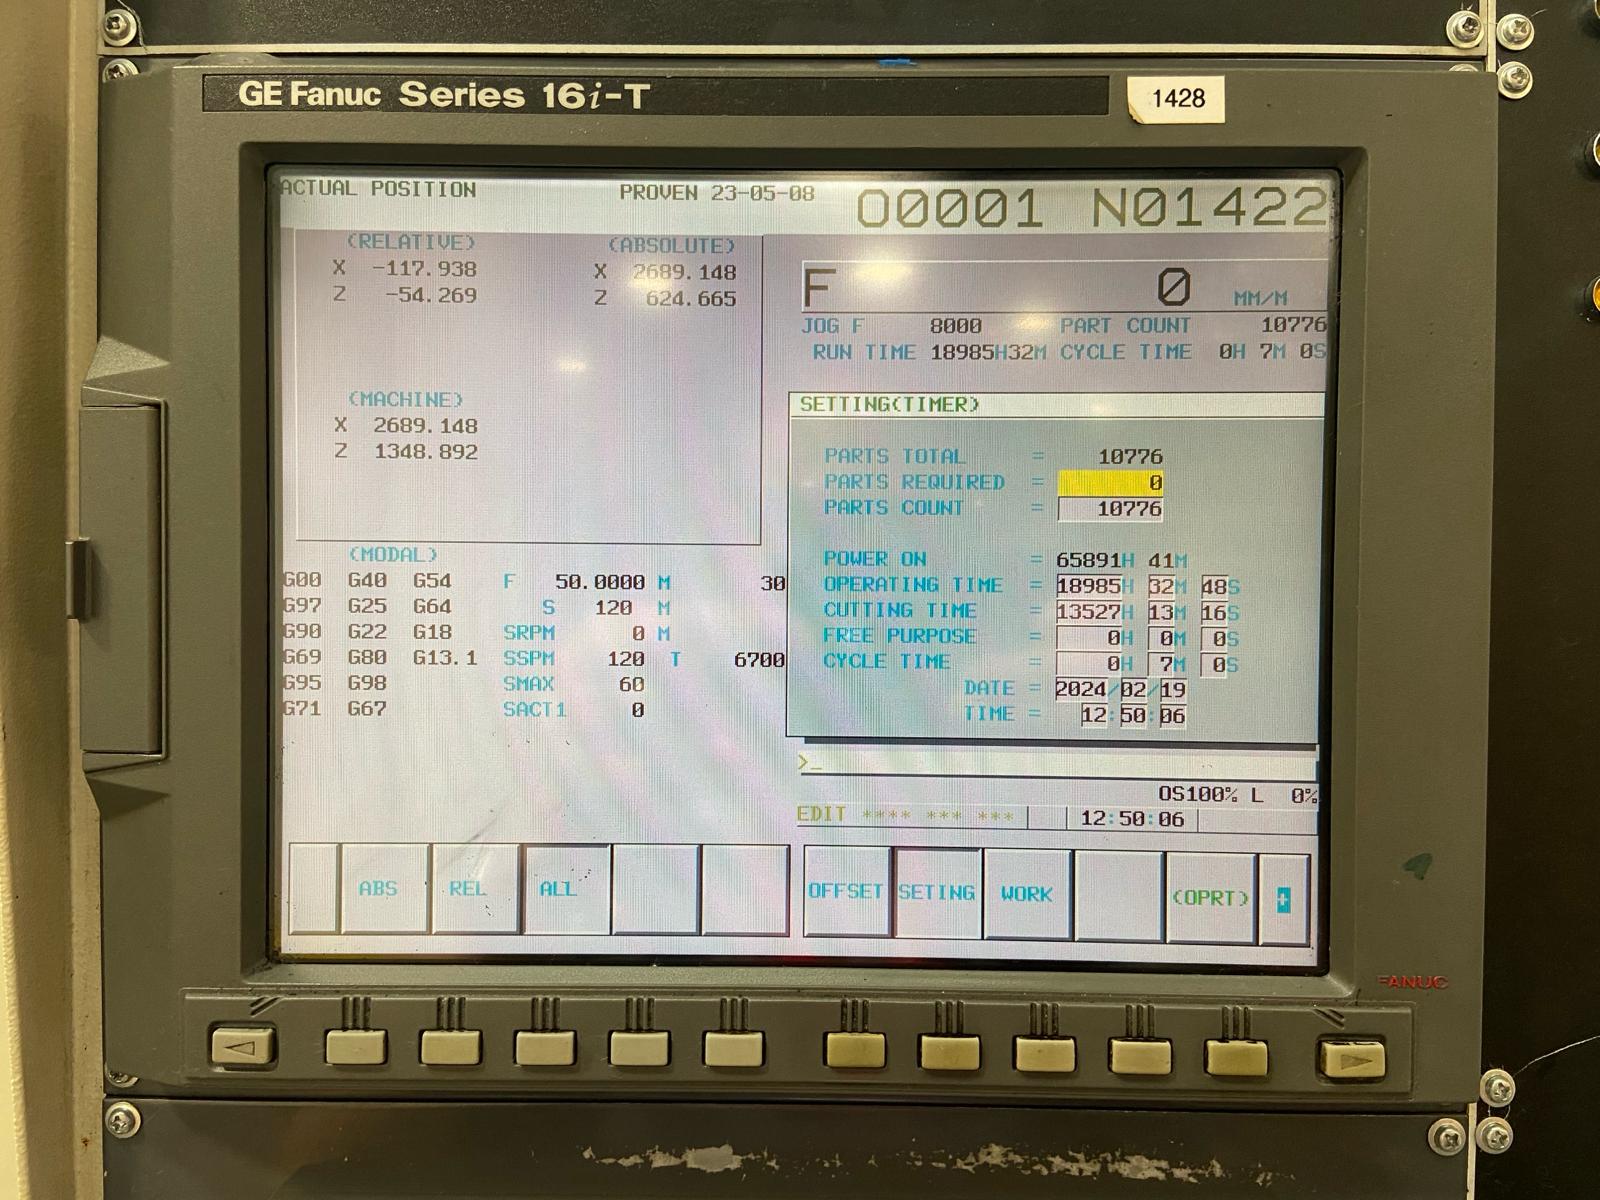 GE Fanuc Series 16i-T
1428
ACTUAL POSITION PROVEN 23-05-08 O0001 N01422
(RELATIVE) (ABSOLUTE)
X -117.938 X 2689.148
Z -54.269 Z 624.665
(MACHINE)
X 2689.148
Z 1348.892
(MODAL)
G00 G40 G54 F 50.0000 M 30
G97 G25 G64 S 120 M
G90 G22 G18 SRPM 0 M
G69 G80 G13.1 SSPM 120 T 6700
G95 G98 SMAX 60
G71 G67 SACT1 0
F 0 MM/M
JOG F 8000 PART COUNT 10776
RUN TIME 18985H32M CYCLE TIME 0H 7M 0S
SETTING(TIMER)
PARTS TOTAL = 10776
PARTS REQUIRED = 0
PARTS COUNT = 10776
POWER ON = 65891H 41M
OPERATING TIME = 18985H 32M 48S
CUTTING TIME = 13527H 13M 16S
FREE PURPOSE = 0H 0M 0S
CYCLE TIME = 0H 7M 0S
DATE = 2024/02/19
TIME = 12:50:06
>_
OS100% L 0%
EDIT **** *** *** 12:50:06
ABS REL ALL OFFSET SETING WORK (OPRT) +
FANUC